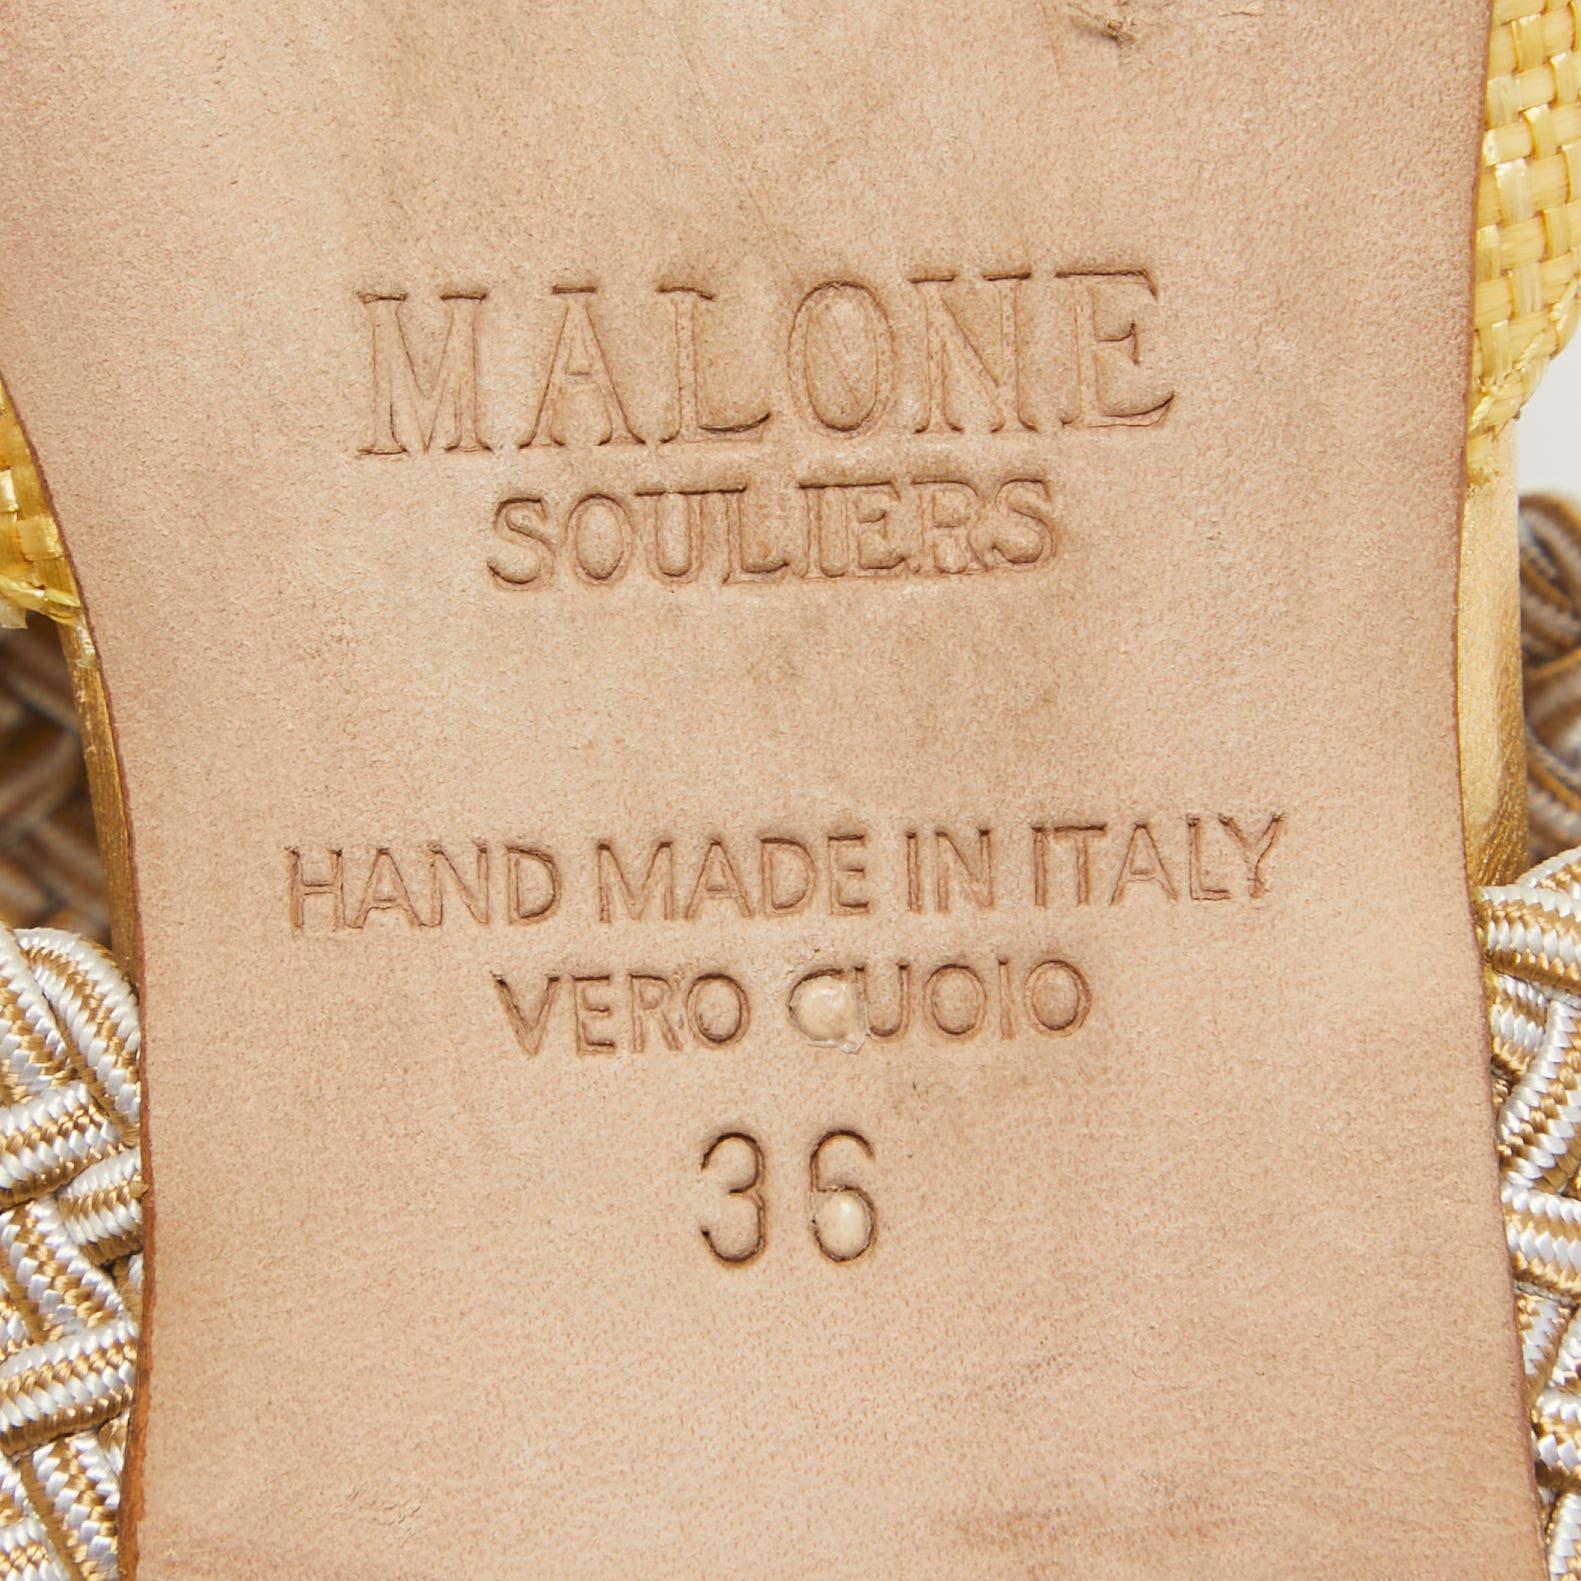 MALONE
SOULIERS
HAND MADE IN ITALY
VERO CUOIO
36